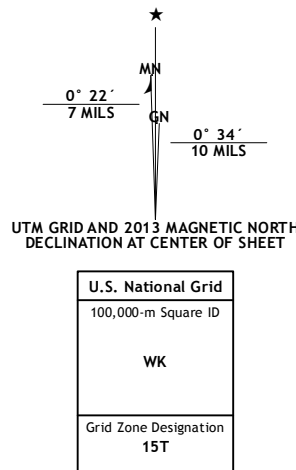 MN
0° 22´
7 MILS
GN
0° 34´
10 MILS
UTM GRID AND 2013 MAGNETIC NORTH
DECLINATION AT CENTER OF SHEET
U.S. National Grid
100,000-m Square ID
WK
Grid Zone Designation
15T